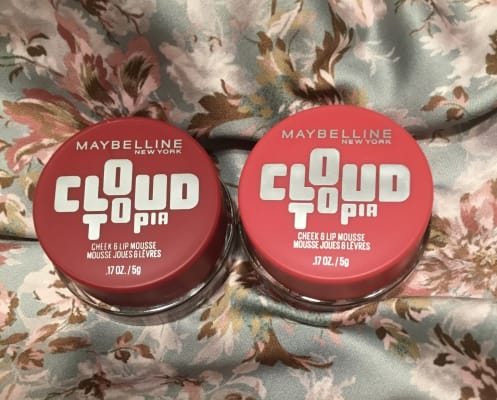 MAYBELLINE
NEW YORK
CLOUD
TOPIA
CHEEK & LIP MOUSSE
MOUSSE JOUES & LÈVRES
.17 OZ. / 5g
MAYBELLINE
NEW YORK
CLOUD
TOPIA
CHEEK & LIP MOUSSE
MOUSSE JOUES & LÈVRES
.17 OZ. / 5g